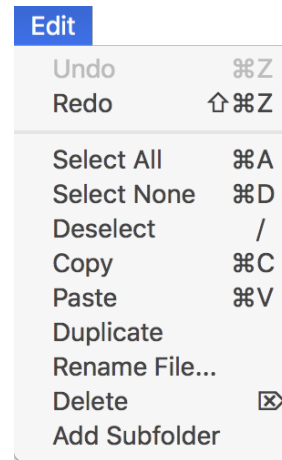 Edit
Undo ⌘Z
Redo ⇧⌘Z
Select All ⌘A
Select None ⌘D
Deselect /
Copy ⌘C
Paste ⌘V
Duplicate
Rename File...
Delete ⌦
Add Subfolder